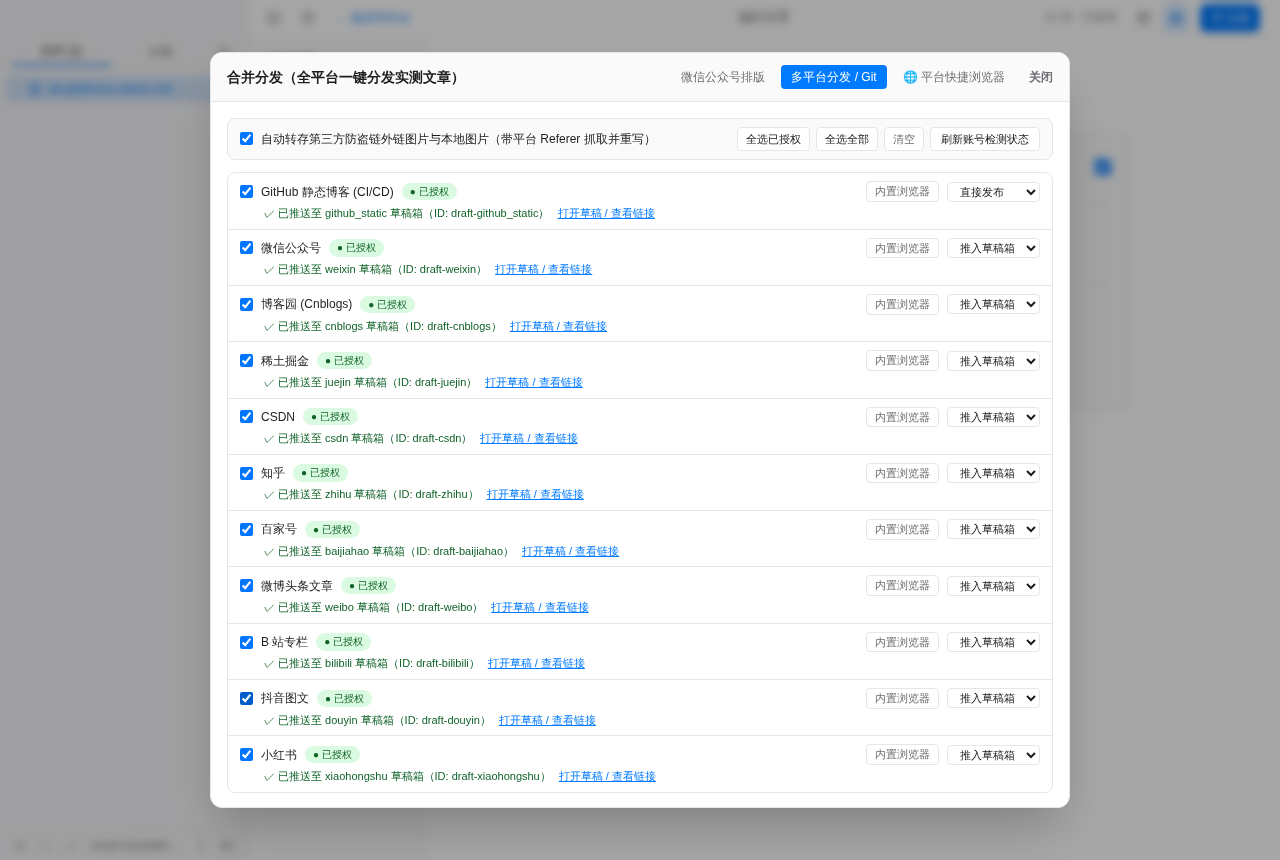 合并分发（全平台一键分发实测文章）
微信公众号排版
多平台分发 / Git
🌐 平台快捷浏览器
关闭
自动转存第三方防盗链外链图片与本地图片（带平台 Referer 抓取并重写）
全选已授权
全选全部
清空
刷新账号检测状态
GitHub 静态博客 (CI/CD) ● 已授权 内置浏览器 直接发布
✓ 已推送至 github_static 草稿箱（ID: draft-github_static） 打开草稿 / 查看链接
微信公众号 ● 已授权 内置浏览器 推入草稿箱
✓ 已推送至 weixin 草稿箱（ID: draft-weixin） 打开草稿 / 查看链接
博客园 (Cnblogs) ● 已授权 内置浏览器 推入草稿箱
✓ 已推送至 cnblogs 草稿箱（ID: draft-cnblogs） 打开草稿 / 查看链接
稀土掘金 ● 已授权 内置浏览器 推入草稿箱
✓ 已推送至 juejin 草稿箱（ID: draft-juejin） 打开草稿 / 查看链接
CSDN ● 已授权 内置浏览器 推入草稿箱
✓ 已推送至 csdn 草稿箱（ID: draft-csdn） 打开草稿 / 查看链接
知乎 ● 已授权 内置浏览器 推入草稿箱
✓ 已推送至 zhihu 草稿箱（ID: draft-zhihu） 打开草稿 / 查看链接
百家号 ● 已授权 内置浏览器 推入草稿箱
✓ 已推送至 baijiahao 草稿箱（ID: draft-baijiahao） 打开草稿 / 查看链接
微博头条文章 ● 已授权 内置浏览器 推入草稿箱
✓ 已推送至 weibo 草稿箱（ID: draft-weibo） 打开草稿 / 查看链接
B 站专栏 ● 已授权 内置浏览器 推入草稿箱
✓ 已推送至 bilibili 草稿箱（ID: draft-bilibili） 打开草稿 / 查看链接
抖音图文 ● 已授权 内置浏览器 推入草稿箱
✓ 已推送至 douyin 草稿箱（ID: draft-douyin） 打开草稿 / 查看链接
小红书 ● 已授权 内置浏览器 推入草稿箱
✓ 已推送至 xiaohongshu 草稿箱（ID: draft-xiaohongshu） 打开草稿 / 查看链接